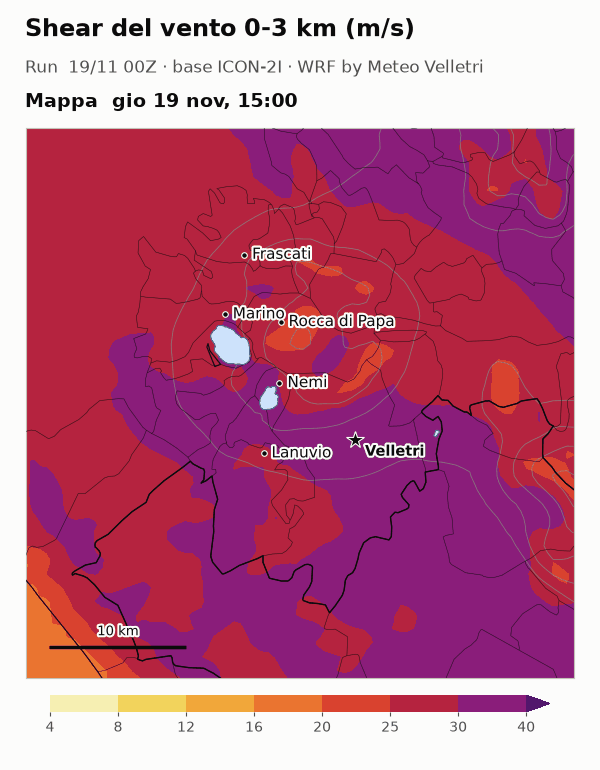 Shear del vento 0-3 km (m/s)
Run  19/11 00Z · base ICON-2I · WRF by Meteo Velletri
Mappa  gio 19 nov, 15:00
Frascati
Marino
Rocca di Papa
Nemi
Velletri
Lanuvio
10 km
4 8 12 16 20 25 30 40